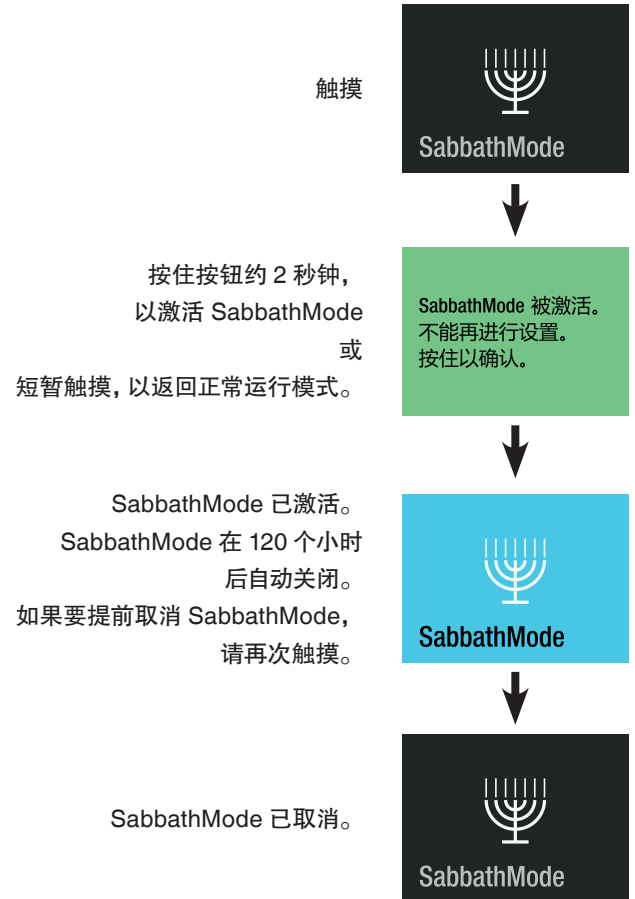 触摸
SabbathMode
按住按钮约 2 秒钟，
以激活 SabbathMode
或
短暂触摸，以返回正常运行模式。
SabbathMode 被激活。
不能再进行设置。
按住以确认。
SabbathMode 已激活。
SabbathMode 在 120 个小时
后自动关闭。
如果要提前取消 SabbathMode，
请再次触摸。
SabbathMode
SabbathMode 已取消。
SabbathMode